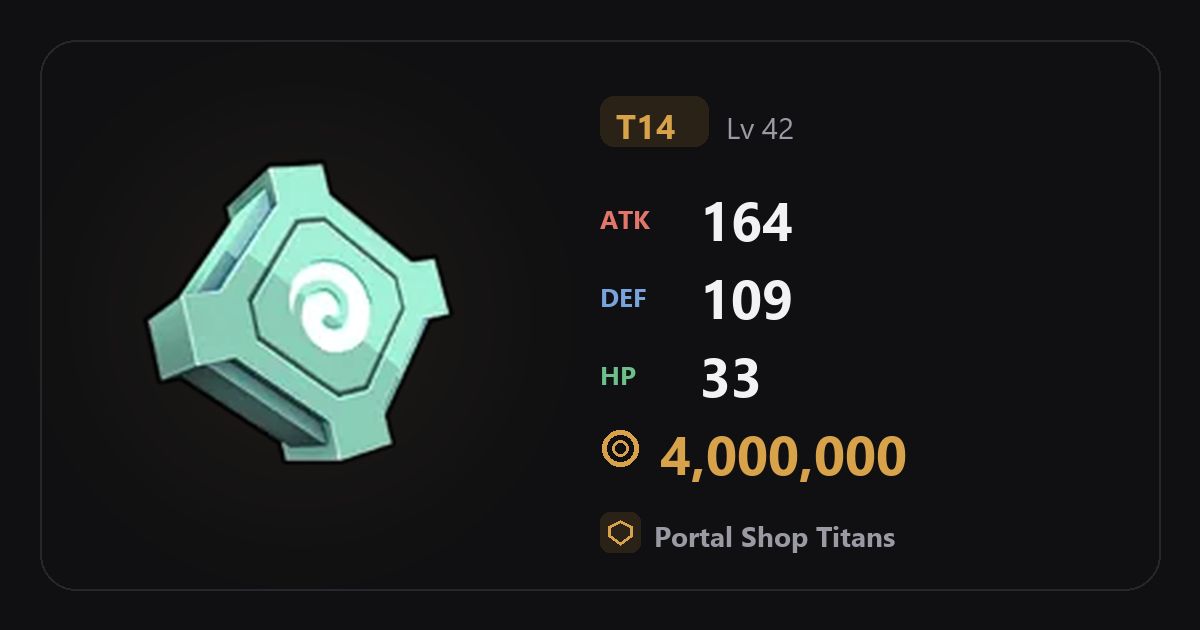 T14 Lv 42
ATK 164
DEF 109
HP 33
4,000,000
Portal Shop Titans